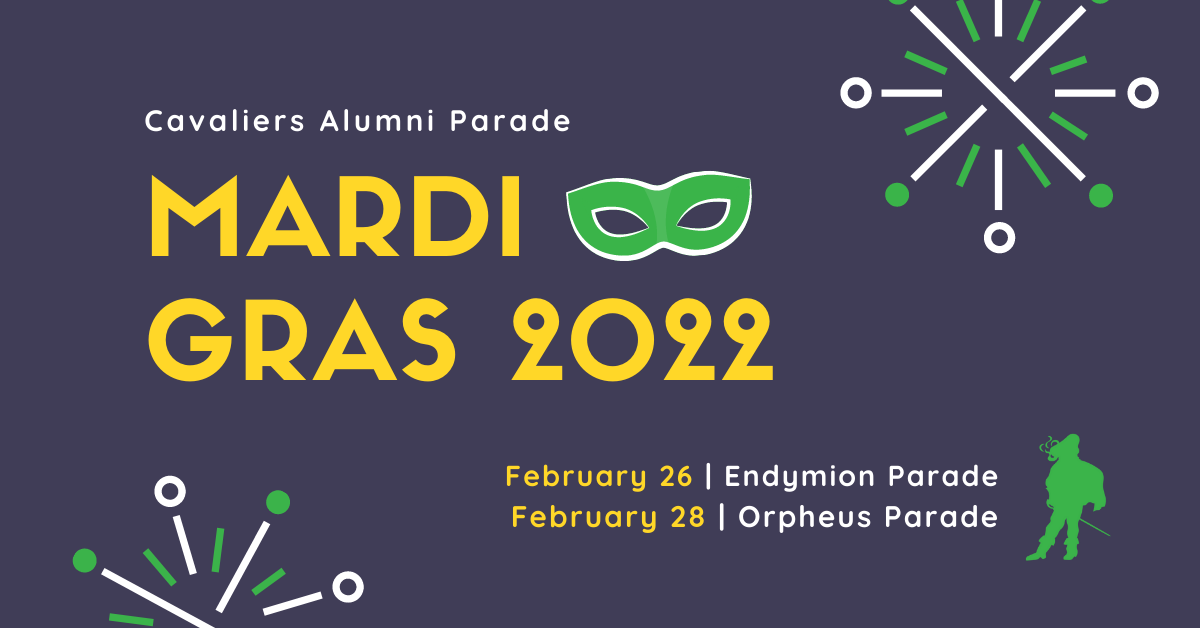 Cavaliers Alumni Parade
MARDI
GRAS 2022
February 26 | Endymion Parade
February 28 | Orpheus Parade